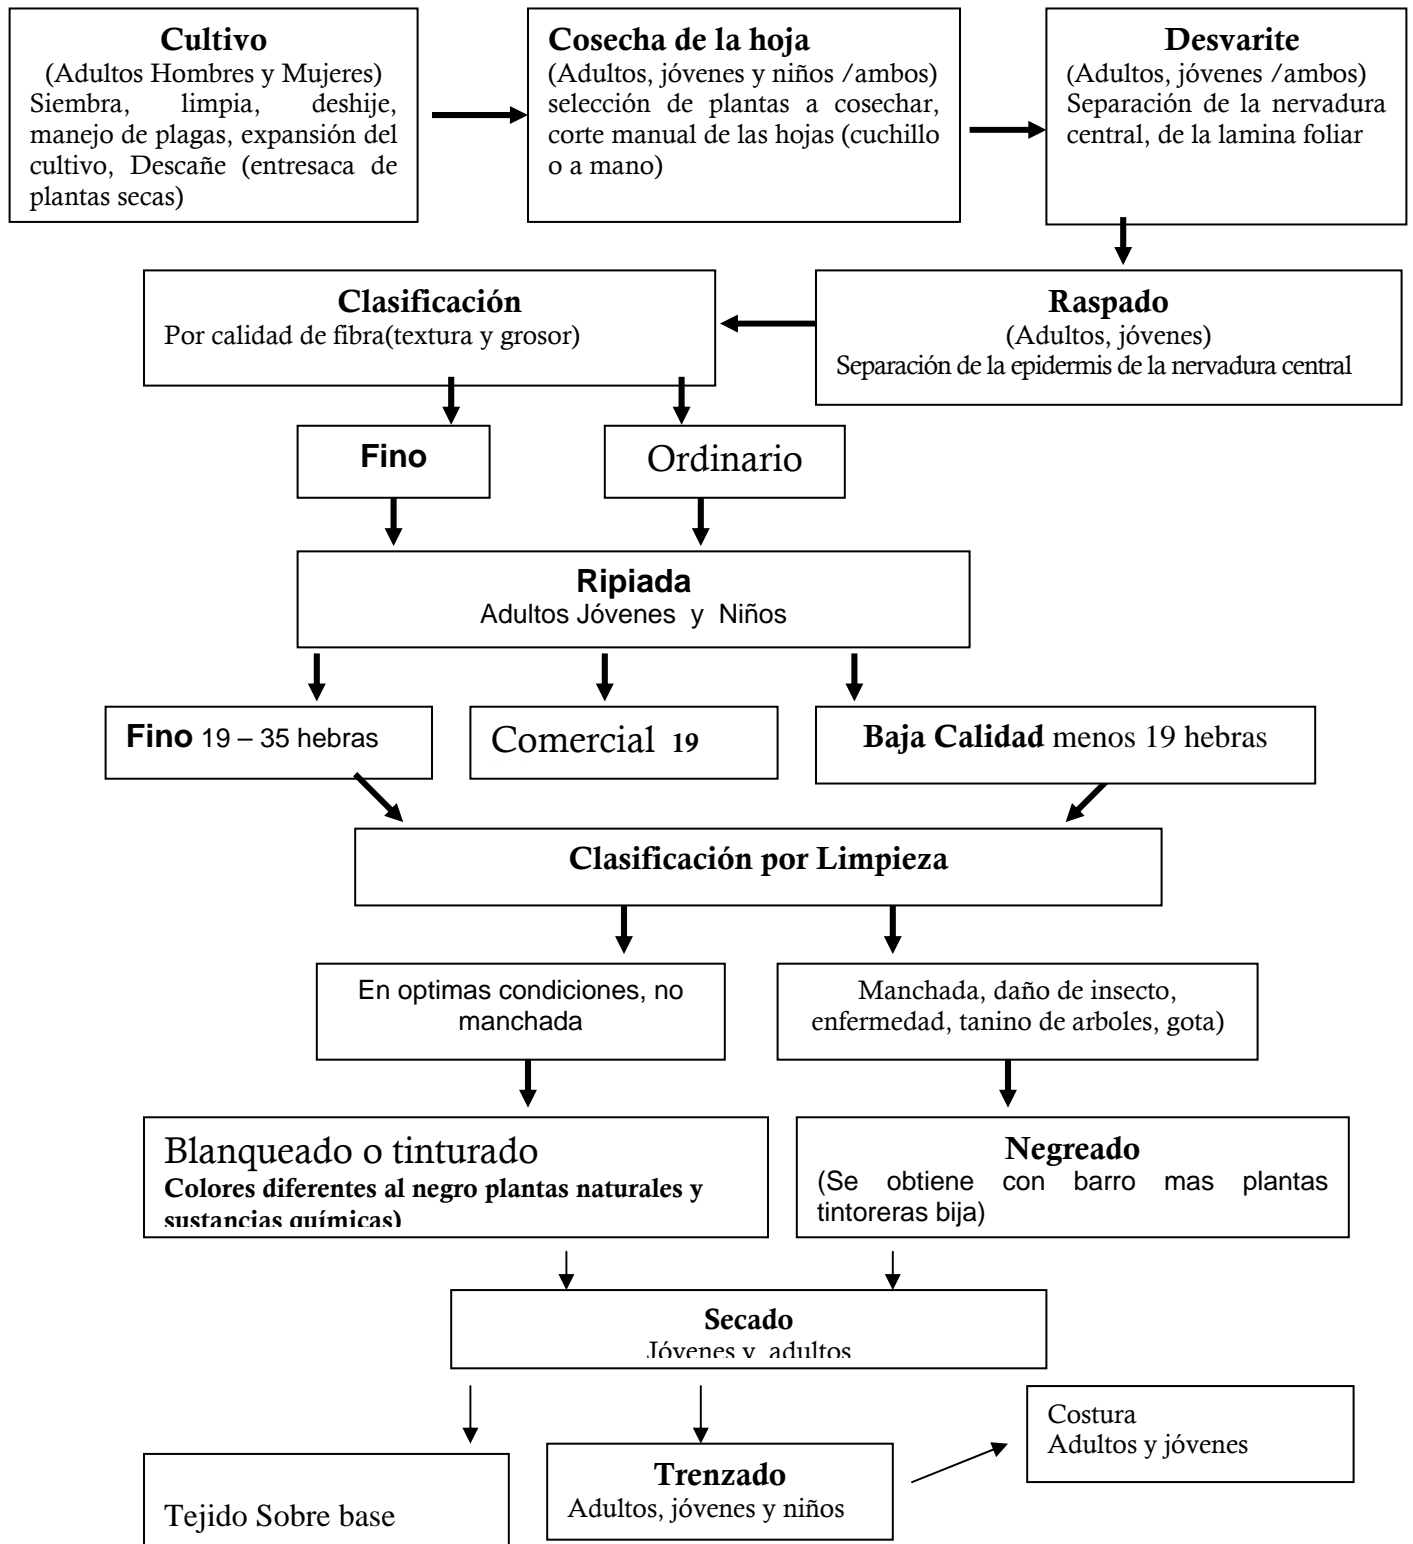 Cultivo
(Adultos Hombres y Mujeres)
Siembra, limpia, deshije,
manejo de plagas, expansión del
cultivo, Descañe (entresaca de
plantas secas)
Cosecha de la hoja
(Adultos, jóvenes y niños /ambos)
selección de plantas a cosechar,
corte manual de las hojas (cuchillo
o a mano)
Desvarite
(Adultos, jóvenes /ambos)
Separación de la nervadura
central, de la lamina foliar
Raspado
(Adultos, jóvenes)
Separación de la epidermis de la nervadura central
Clasificación
Por calidad de fibra(textura y grosor)
Fino
Ordinario
Ripiada
Adultos Jóvenes y Niños
Fino 19 – 35 hebras
Comercial 19
Baja Calidad menos 19 hebras
Clasificación por Limpieza
En optimas condiciones, no
manchada
Manchada, daño de insecto,
enfermedad, tanino de arboles, gota)
Blanqueado o tinturado
Colores diferentes al negro plantas naturales y
sustancias químicas)
Negreado
(Se obtiene con barro mas plantas
tintoreras bija)
Secado
Jóvenes y adultos
Tejido Sobre base
Trenzado
Adultos, jóvenes y niños
Costura
Adultos y jóvenes